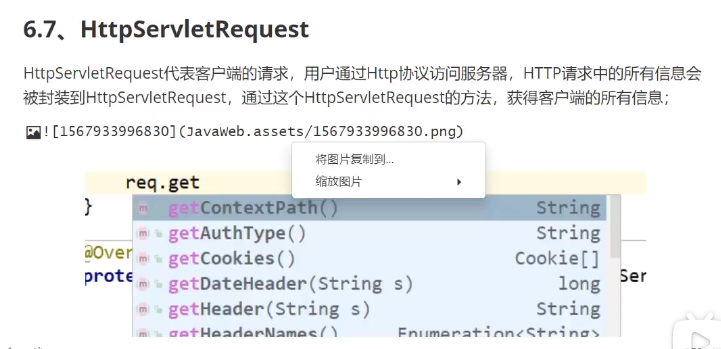 6.7、HttpServletRequest
HttpServletRequest代表客户端的请求，用户通过Http协议访问服务器，HTTP请求中的所有信息会
被封装到HttpServletRequest，通过这个HttpServletRequest的方法，获得客户端的所有信息；
![1567933996830](JavaWeb.assets/1567933996830.png)
将图片复制到...
缩放图片
req.get
}
getContextPath() String
getAuthType() String
@Over
getCookies() Cookie[]
prote
getDateHeader(String s) long
getHeader(String s) String
getHeaderNames() Enumeration<String>